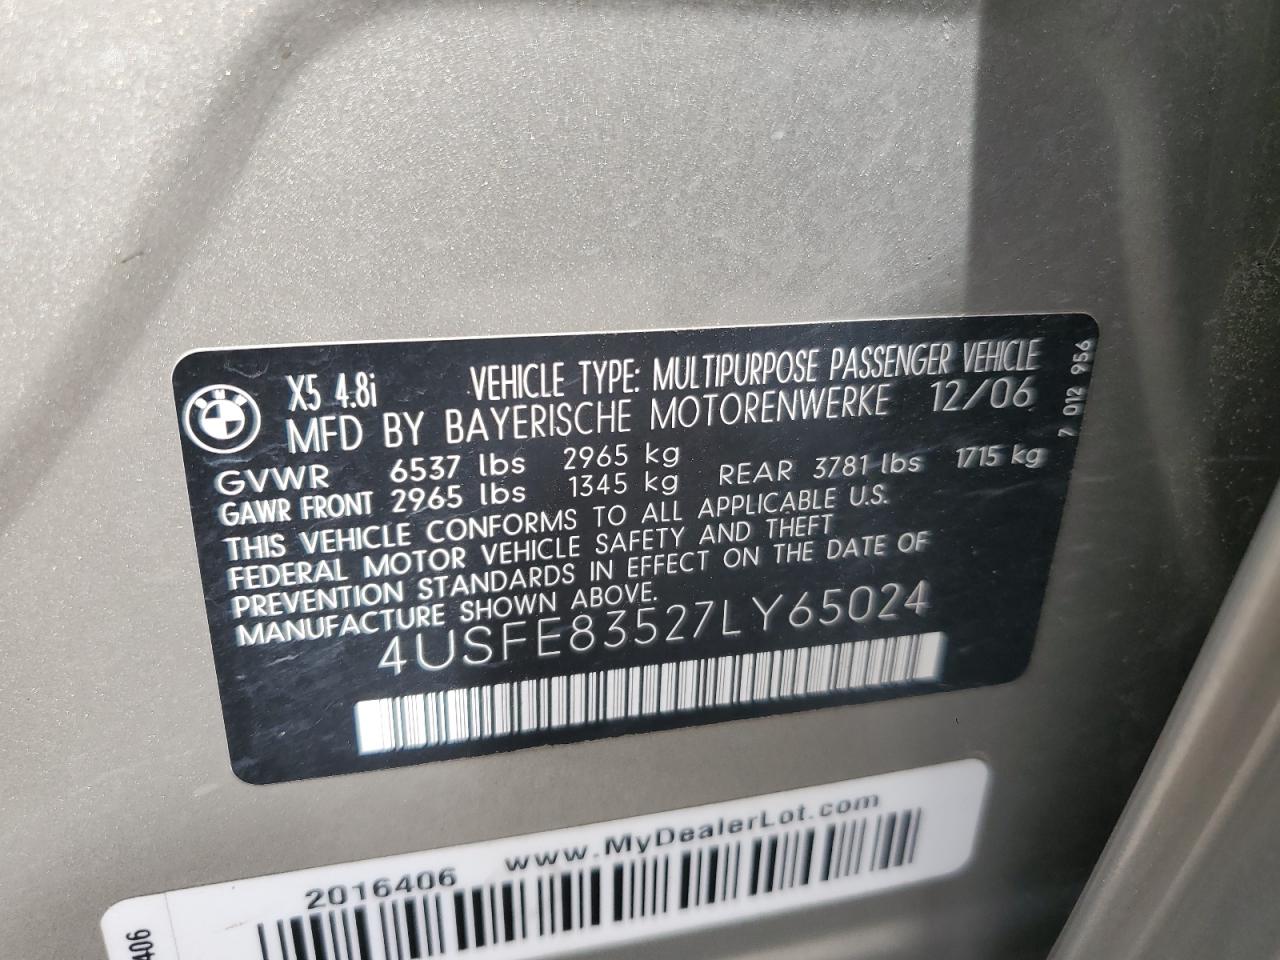 X5 4.8i VEHICLE TYPE: MULTIPURPOSE PASSENGER VEHICLE
MFD BY BAYERISCHE MOTORENWERKE 12/06
GVWR 6537 lbs 2965 kg
GAWR FRONT 2965 lbs 1345 kg REAR 3781 lbs 1715 kg
THIS VEHICLE CONFORMS TO ALL APPLICABLE U.S.
FEDERAL MOTOR VEHICLE SAFETY AND THEFT
PREVENTION STANDARDS IN EFFECT ON THE DATE OF
MANUFACTURE SHOWN ABOVE.
4USFE83527LY65024
7 012 956
2016406 www.MyDealerLot.com
406